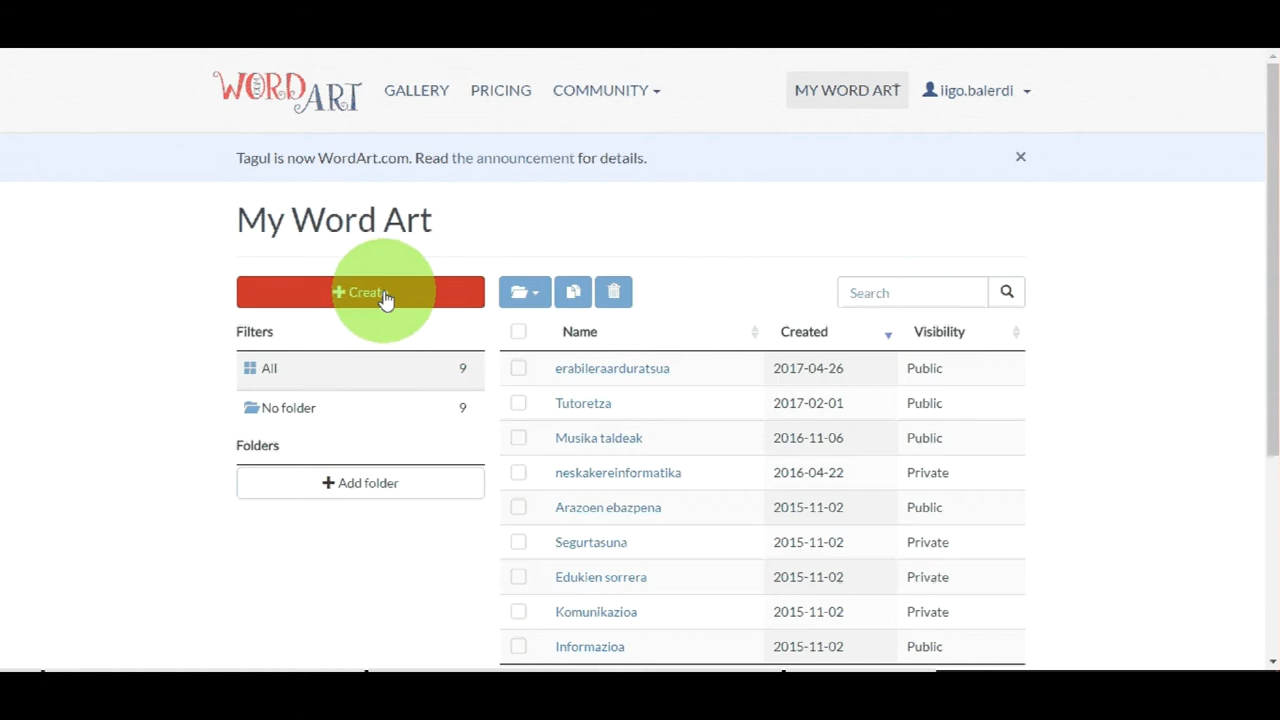 WORD ART GALLERY PRICING COMMUNITY MY WORD ART iigo.balerdi
Tagul is now WordArt.com. Read the announcement for details. ×
My Word Art
Create Search
Filters Name Created Visibility
All 9 erabileraarduratsua 2017-04-26 Public
No folder 9 Tutoretza 2017-02-01 Public
Folders Musika taldeak 2016-11-06 Public
Add folder neskakereinformatika 2016-04-22 Private
Arazoen ebazpena 2015-11-02 Public
Segurtasuna 2015-11-02 Private
Edukien sorrera 2015-11-02 Private
Komunikazioa 2015-11-02 Private
Informazioa 2015-11-02 Public